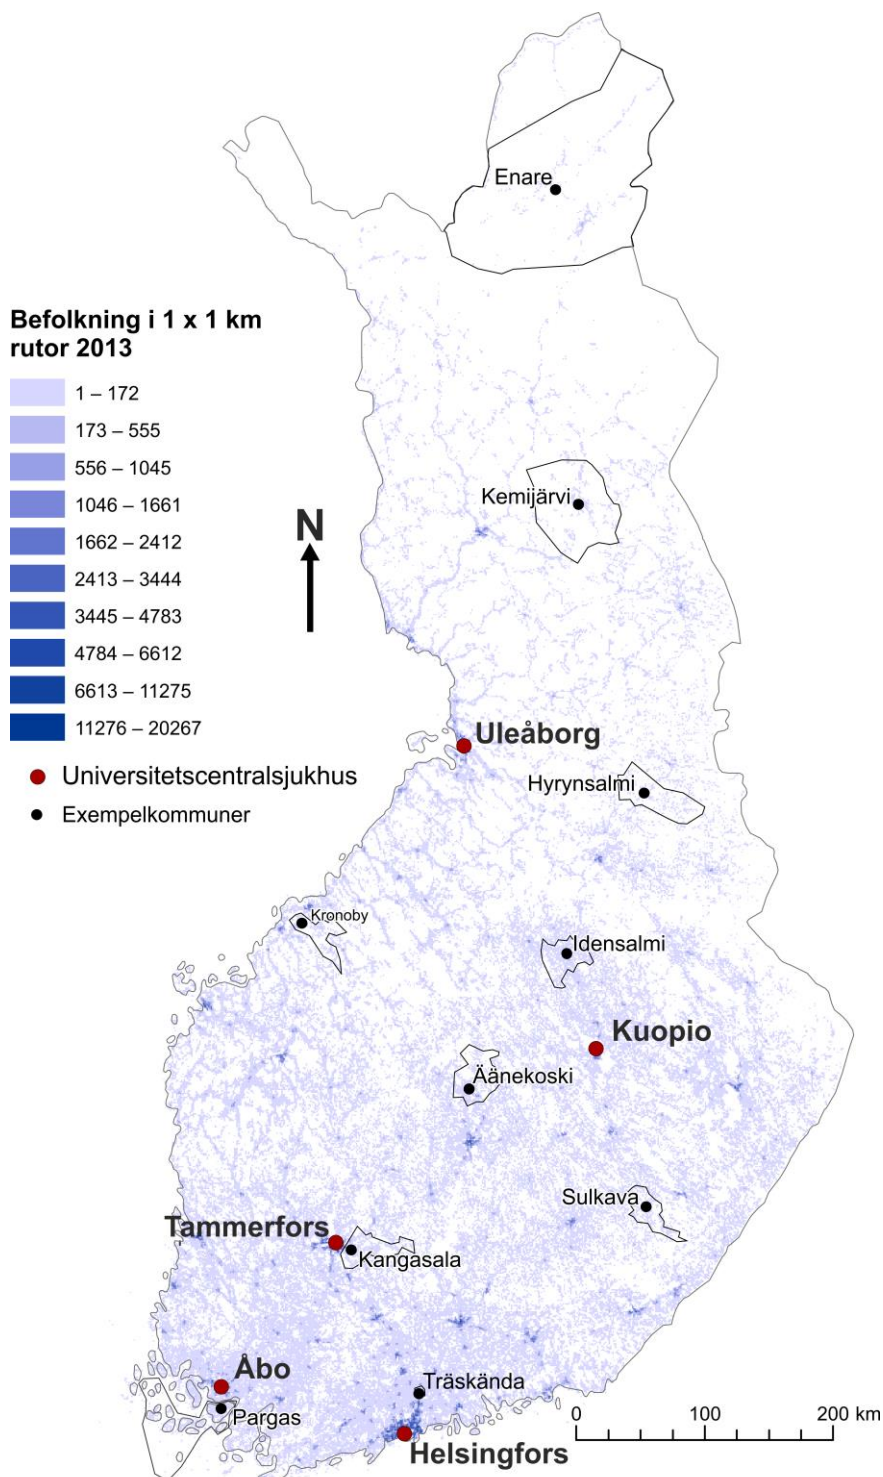 Enare
Befolkning i 1 x 1 km
rutor 2013
1 – 172
173 – 555
556 – 1045
1046 – 1661
1662 – 2412
2413 – 3444
3445 – 4783
4784 – 6612
6613 – 11275
11276 – 20267
Universitetscentralsjukhus
Exempelkommuner
N
Kemijärvi
Uleåborg
Hyrynsalmi
Kronoby
Idensalmi
Kuopio
Äänekoski
Sulkava
Tammerfors
Kangasala
Åbo
Träskända
Pargas
0 100 200 km
Helsingfors